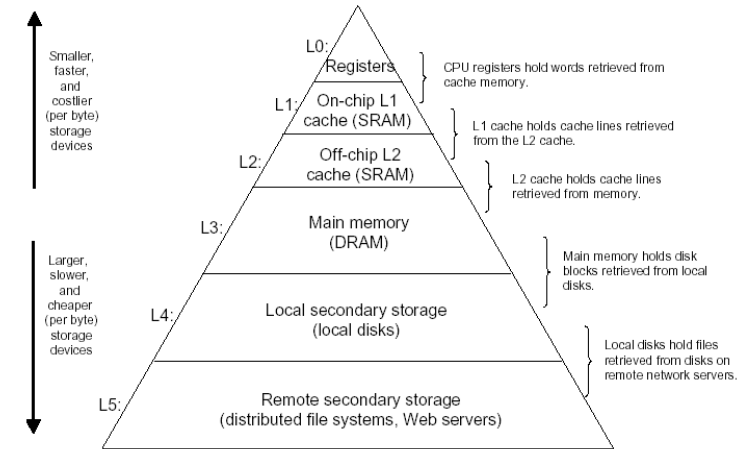 Smaller,
faster,
and
costlier
(per byte)
storage
devices
Larger,
slower,
and
cheaper
(per byte)
storage
devices
L0:
Registers
L1:
On-chip L1
cache (SRAM)
L2:
Off-chip L2
cache (SRAM)
L3:
Main memory
(DRAM)
L4:
Local secondary storage
(local disks)
L5:
Remote secondary storage
(distributed file systems, Web servers)
CPU registers hold words retrieved from
cache memory.
L1 cache holds cache lines retrieved
from the L2 cache.
L2 cache holds cache lines
retrieved from memory.
Main memory holds disk
blocks retrieved from local
disks.
Local disks hold files
retrieved from disks on
remote network servers.